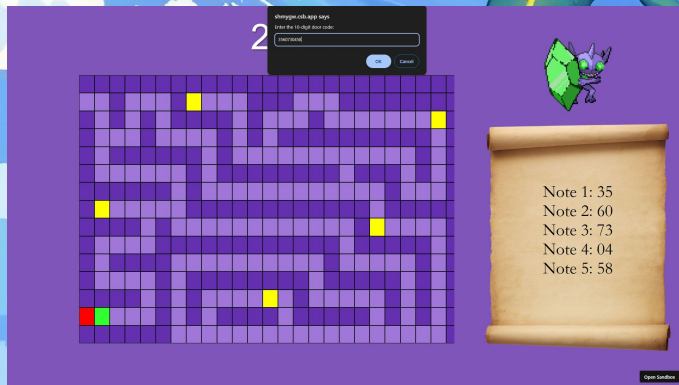 shmygw.csb.app says
Enter the 10-digit door code:
3560730458
OK
Cancel
2
Note 1: 35
Note 2: 60
Note 3: 73
Note 4: 04
Note 5: 58
Open Sandbox